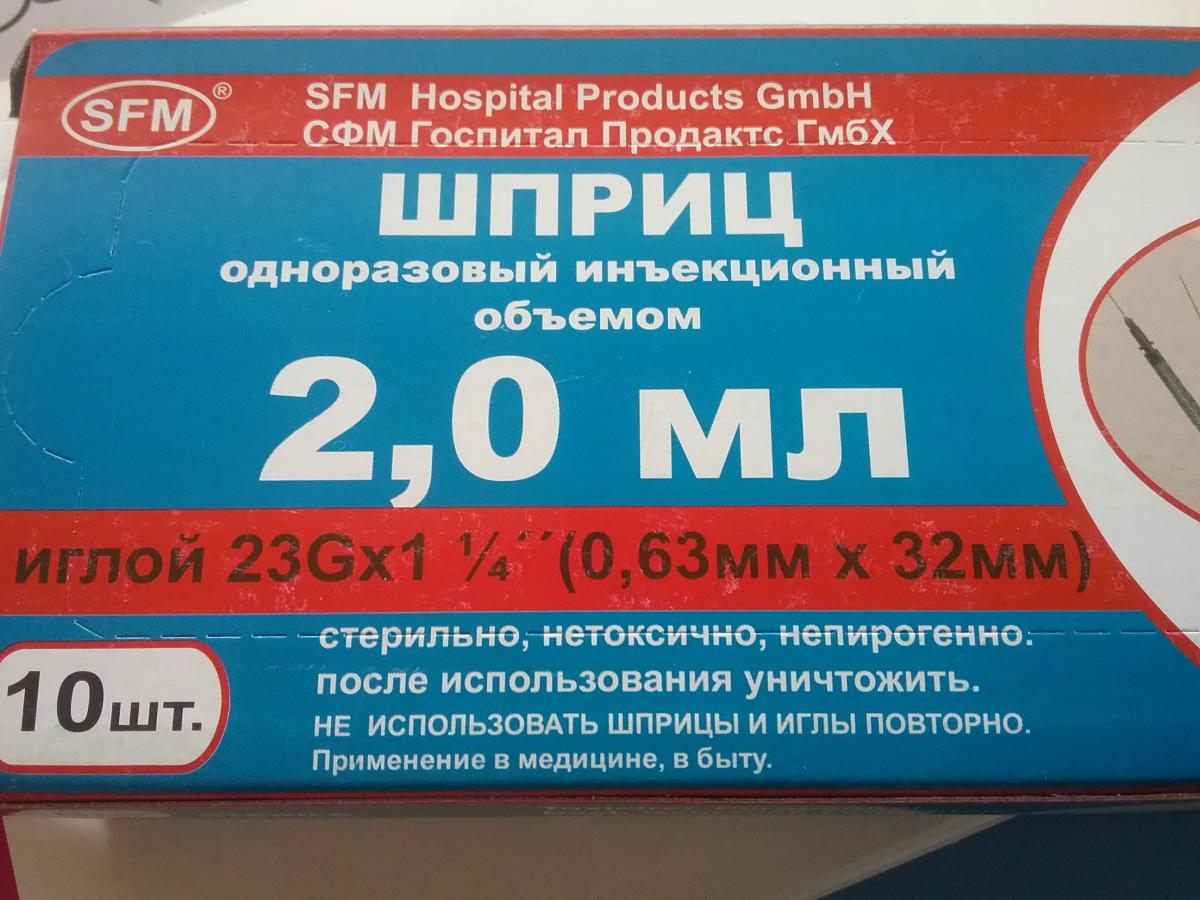 SFM®
SFM Hospital Products GmbH
СФМ Госпитал Продактс ГмбХ
ШПРИЦ
одноразовый инъекционный
объемом
2,0 мл
иглой 23Gx1 ¼´´(0,63мм х 32мм)
стерильно, нетоксично, непирогенно.
после использования уничтожить.
НЕ ИСПОЛЬЗОВАТЬ ШПРИЦЫ И ИГЛЫ ПОВТОРНО.
Применение в медицине, в быту.
10шт.